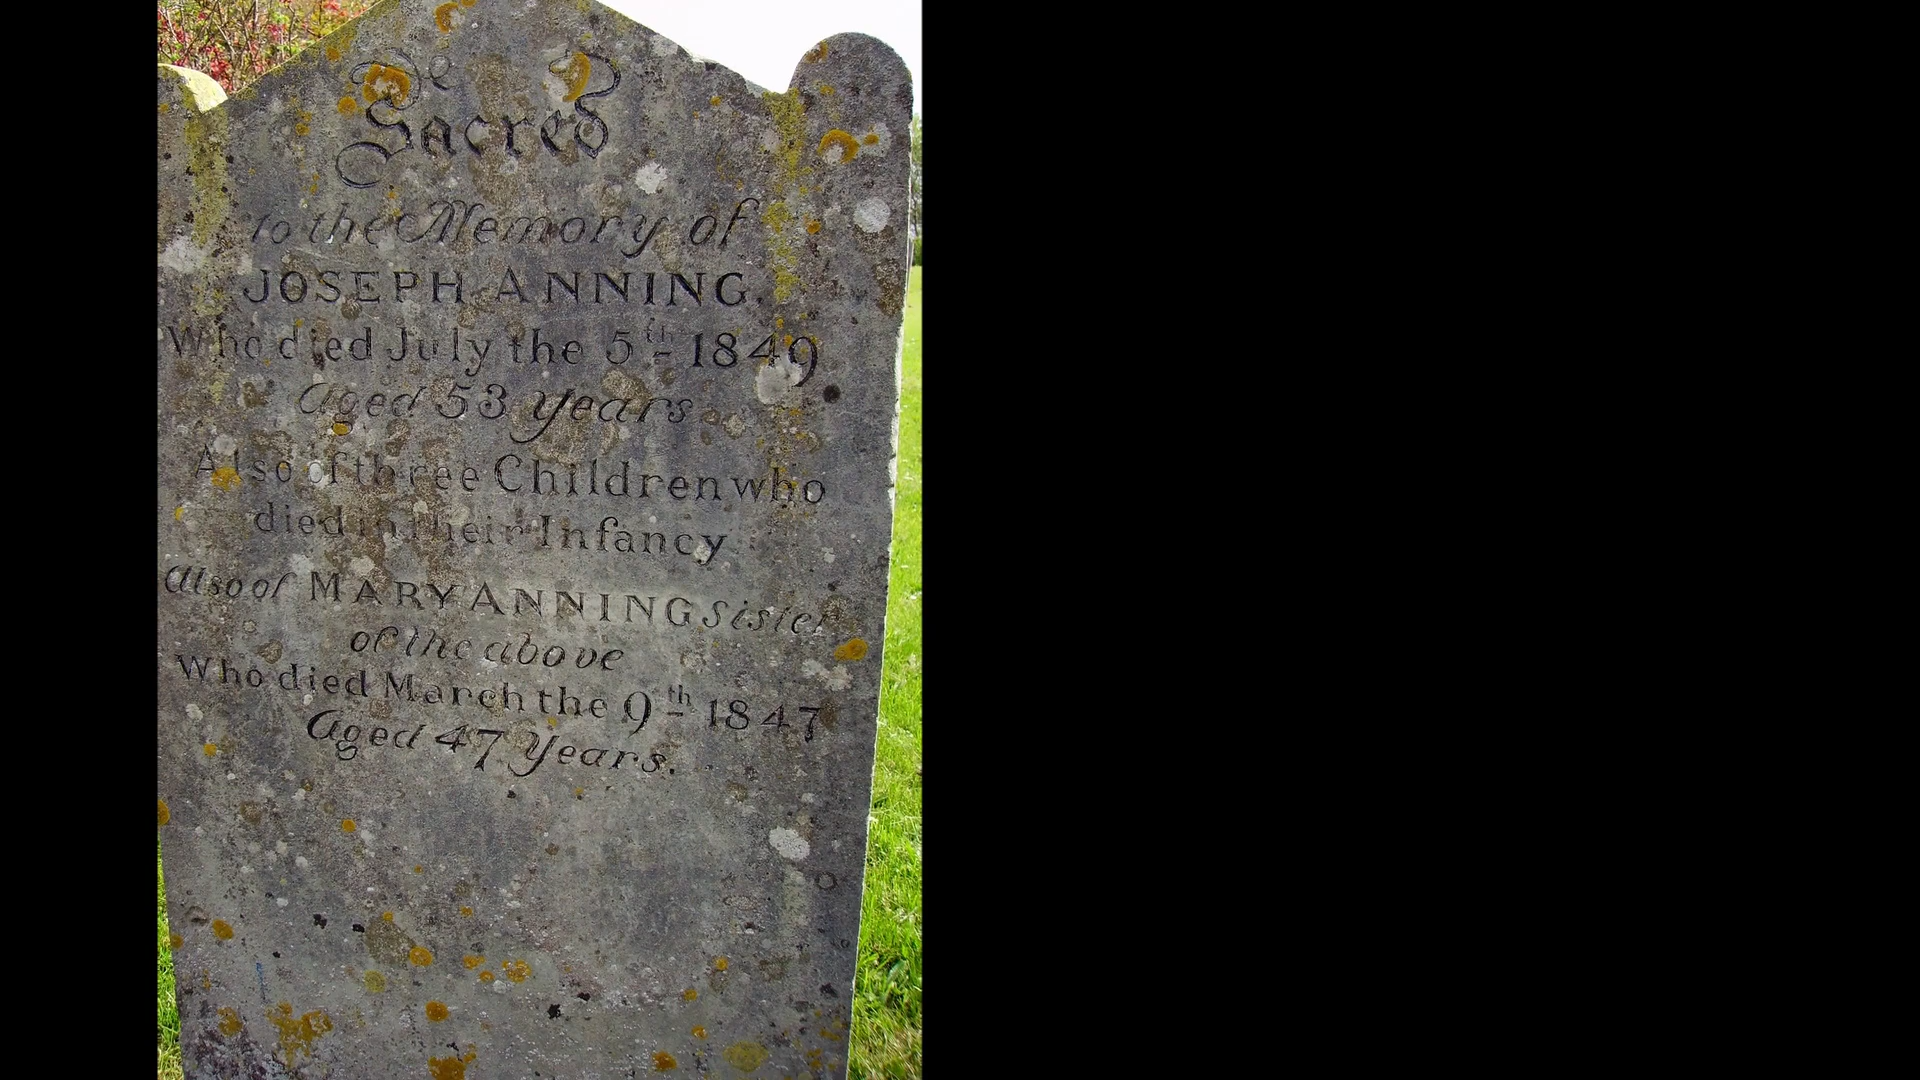 Sacred
to the Memory of
JOSEPH ANNING,
Who died July the 5th 1849
Aged 53 years
Also of three Children who
died in their Infancy
Also of MARY ANNING Sister
of the above
Who died March the 9th 1847
Aged 47 Years.